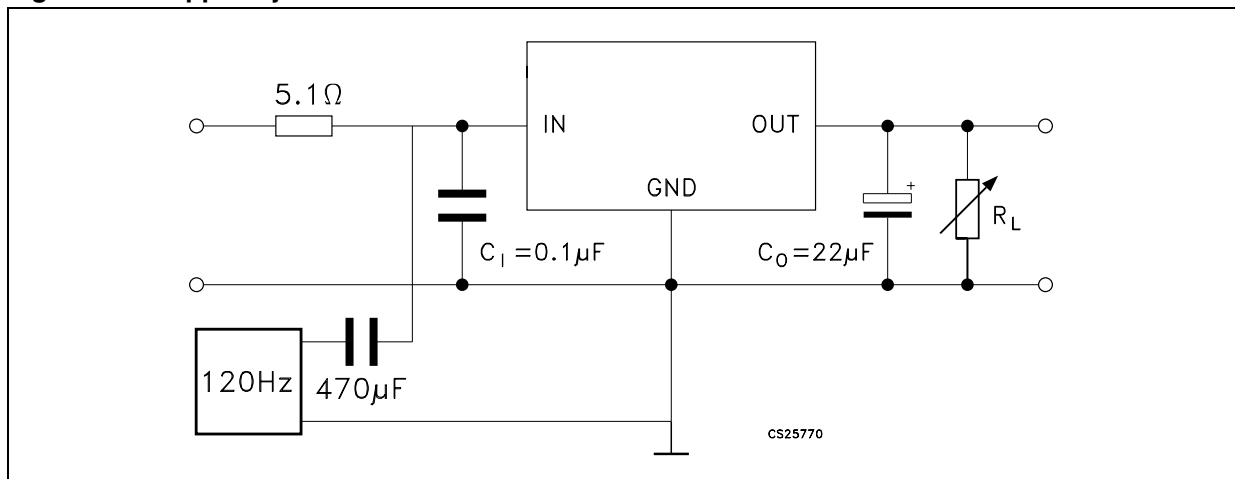 5.1Ω
IN
OUT
GND
+
R_L
C_I =0.1μF
C_O =22μF
120Hz
470μF
CS25770